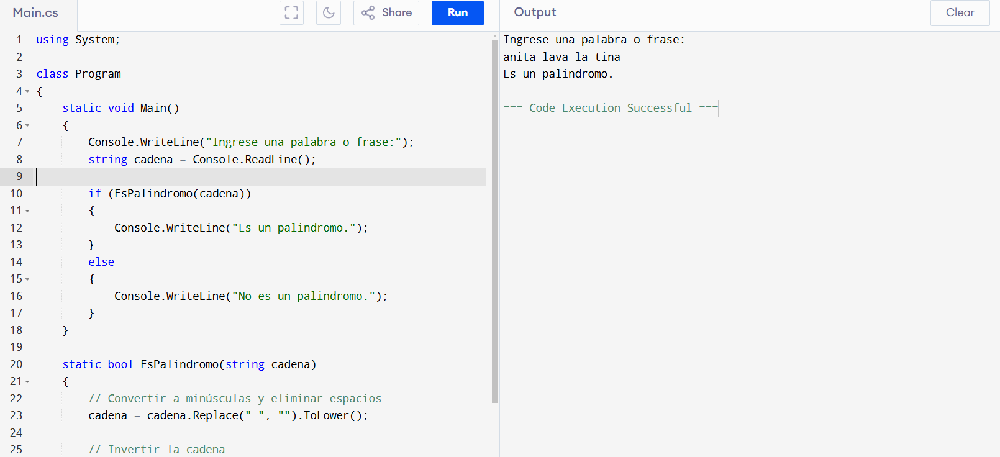 Main.cs
Share
Run
Output
Clear
1 using System;
2
3 class Program
4 {
5 static void Main()
6 {
7 Console.WriteLine("Ingrese una palabra o frase:");
8 string cadena = Console.ReadLine();
9
10 if (EsPalindromo(cadena))
11 {
12 Console.WriteLine("Es un palindromo.");
13 }
14 else
15 {
16 Console.WriteLine("No es un palindromo.");
17 }
18 }
19
20 static bool EsPalindromo(string cadena)
21 {
22 // Convertir a minúsculas y eliminar espacios
23 cadena = cadena.Replace(" ", "").ToLower();
24
25 // Invertir la cadena
Ingrese una palabra o frase:
anita lava la tina
Es un palindromo.
=== Code Execution Successful ===